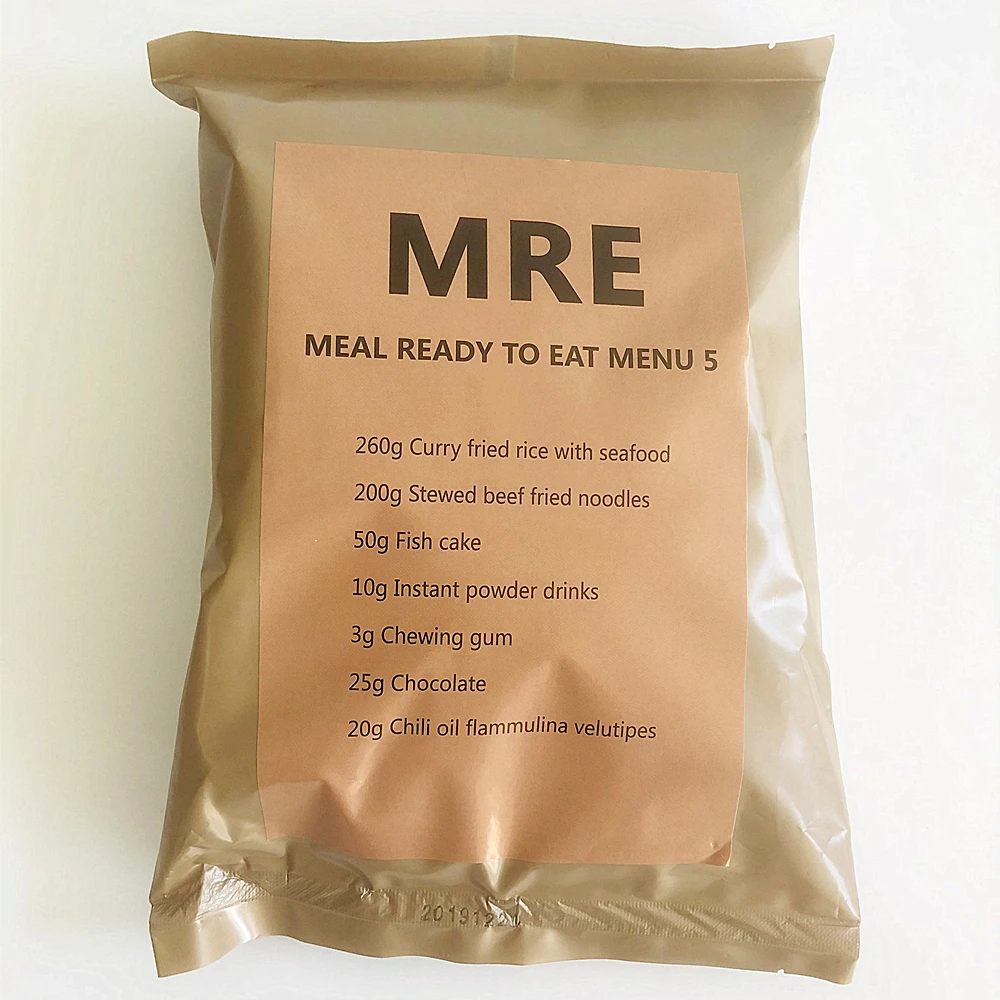 MRE
MEAL READY TO EAT MENU 5
260g Curry fried rice with seafood
200g Stewed beef fried noodles
50g Fish cake
10g Instant powder drinks
3g Chewing gum
25g Chocolate
20g Chili oil flammulina velutipes